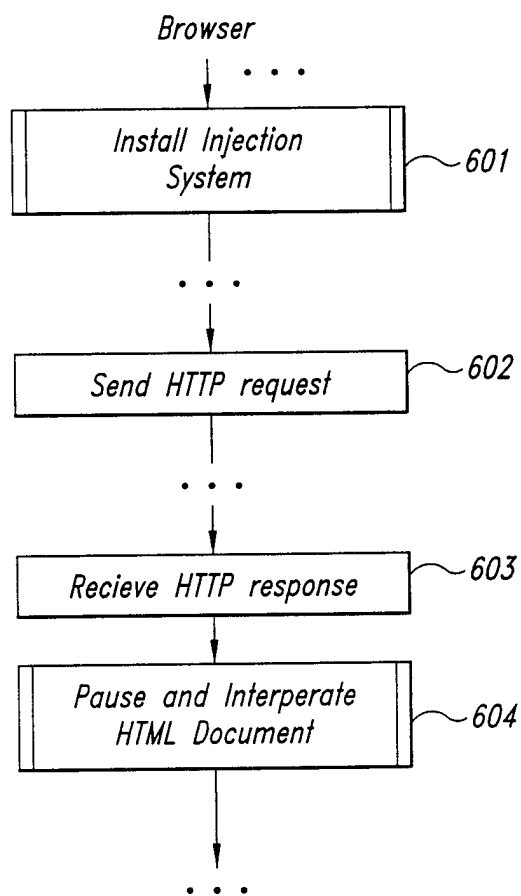 Browser
Install Injection
System
601
Send HTTP request
602
Recieve HTTP response
603
Pause and Interperate
HTML Document
604